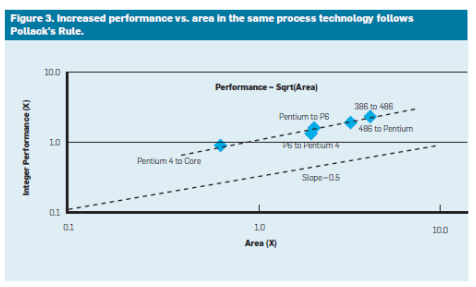 Figure 3. Increased performance vs. area in the same process technology follows
Pollack's Rule.
10.0
Performance ~ Sqrt(Area)
386 to 486
Pentium to P6
486 to Pentium
Integer Performance (X)
1.0
P6 to Pentium 4
Pentium 4 to Core
Slope=0.5
0.1
0.1
1.0
10.0
Area (X)